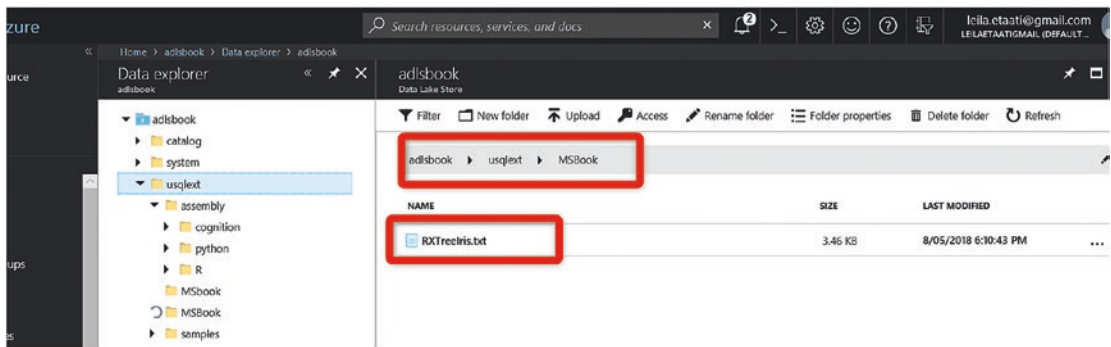 zure
Search resources, services, and docs
2
leila.etaati@gmail.com
LEILAETAATIGMAIL (DEFAULT...
Home > adlsbook > Data explorer > adlsbook
urce
ups
es
Data explorer
adlsbook
adlsbook
catalog
system
usqlext
assembly
cognition
python
R
MSbook
MSBook
samples
adlsbook
Data Lake Store
Filter New folder Upload Access Rename folder Folder properties Delete folder Refresh
adlsbook usqlext MSBook
NAME SIZE LAST MODIFIED
RXTreeIris.txt 3.46 KB 8/05/2018 6:10:43 PM ...